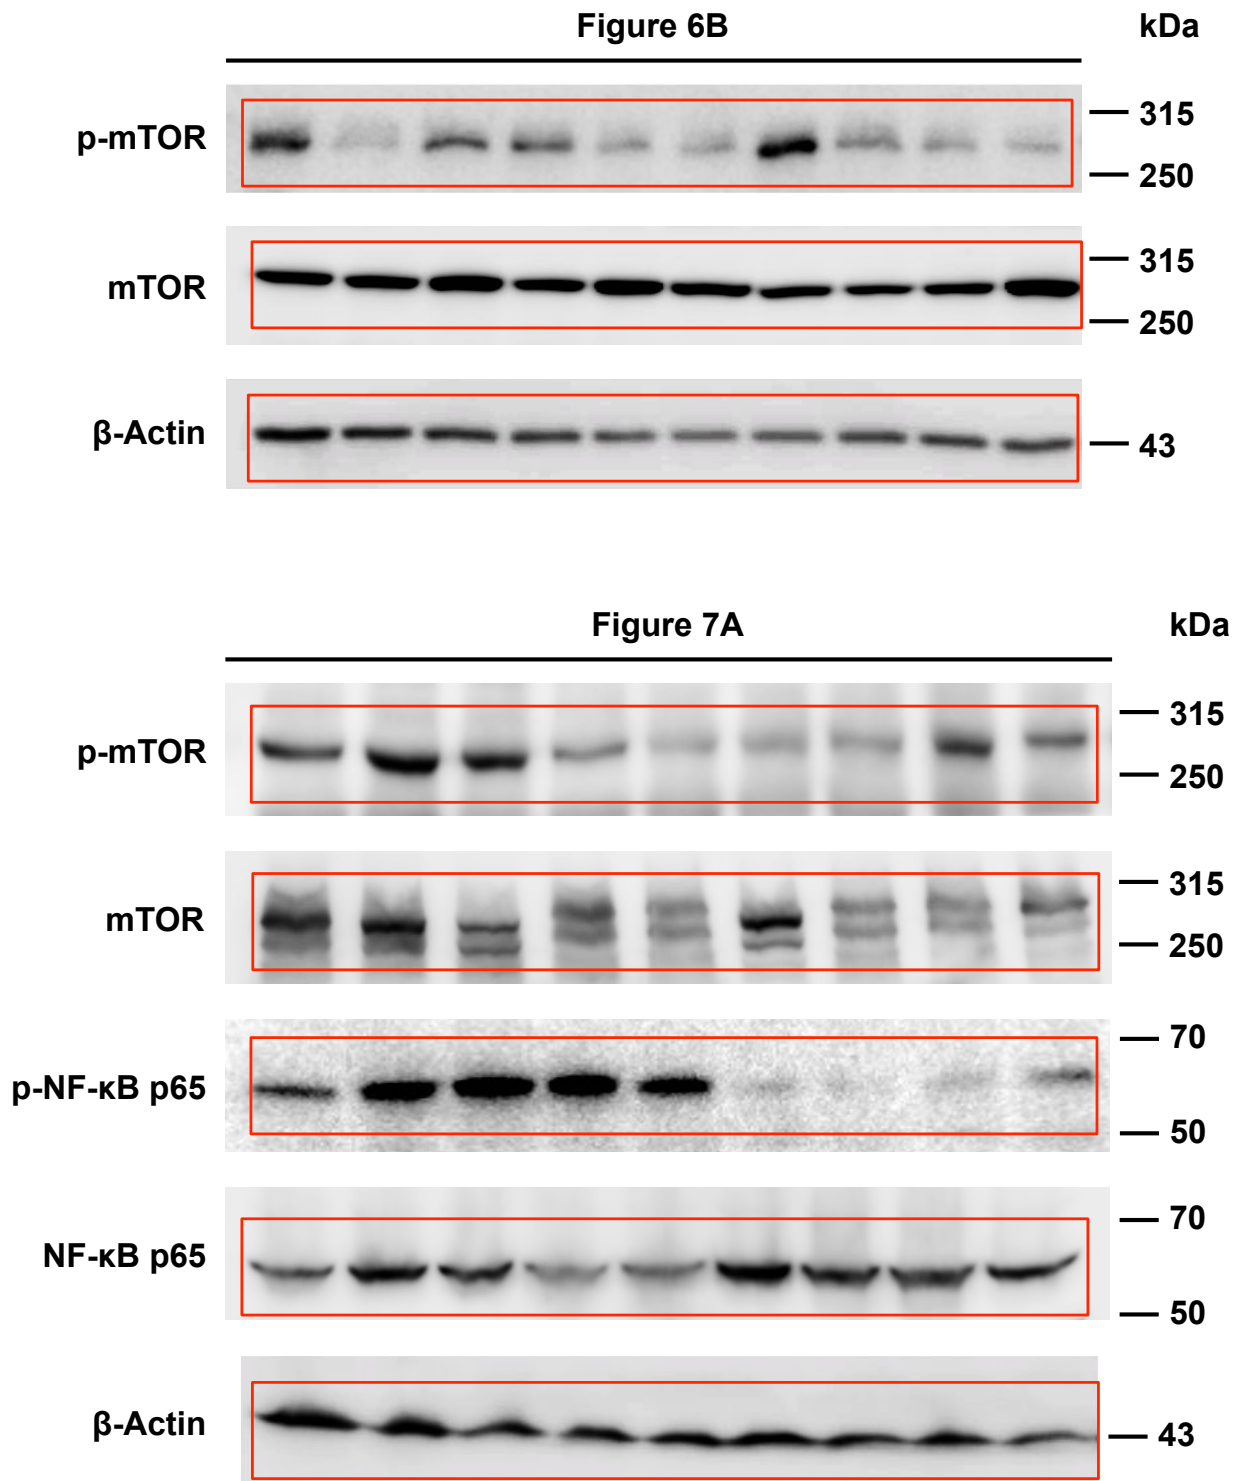 Figure 6B kDa
p-mTOR 315
250
mTOR 315
250
β-Actin 43
Figure 7A kDa
p-mTOR 315
250
mTOR 315
250
p-NF-κB p65 70
50
NF-κB p65 70
50
β-Actin 43